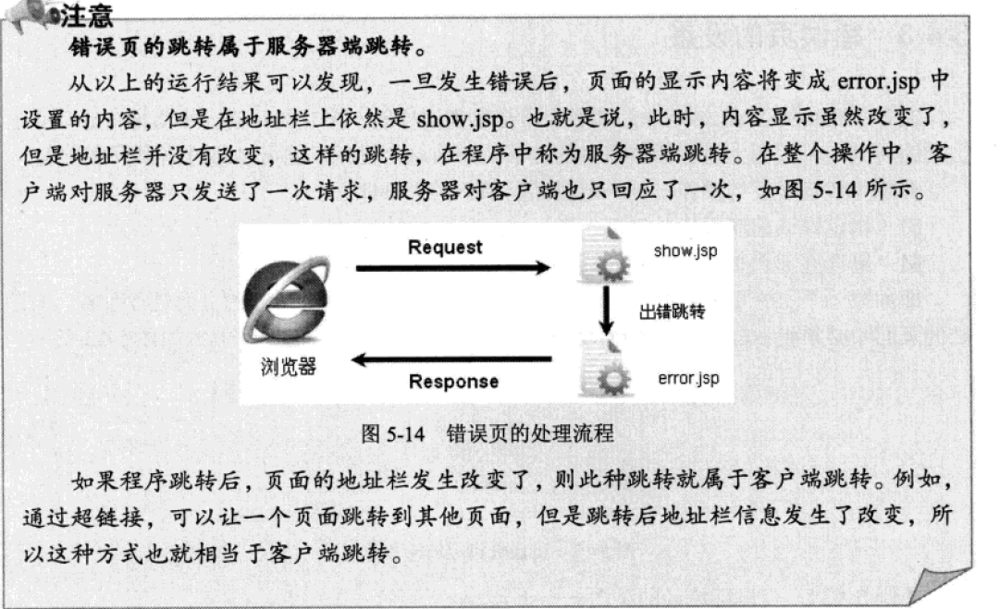 注意
错误页的跳转属于服务器端跳转。
从以上的运行结果可以发现，一旦发生错误后，页面的显示内容将变成 error.jsp 中
设置的内容，但是在地址栏上依然是 show.jsp。也就是说，此时，内容显示虽然改变了，
但是地址栏并没有改变，这样的跳转，在程序中称为服务器端跳转。在整个操作中，客
户端对服务器只发送了一次请求，服务器对客户端也只回应了一次，如图 5-14 所示。
Request
show.jsp
出错跳转
浏览器
Response
error.jsp
图 5-14 错误页的处理流程
如果程序跳转后，页面的地址栏发生改变了，则此种跳转就属于客户端跳转。例如，
通过超链接，可以让一个页面跳转到其他页面，但是跳转后地址栏信息发生了改变，所
以这种方式也就相当于客户端跳转。